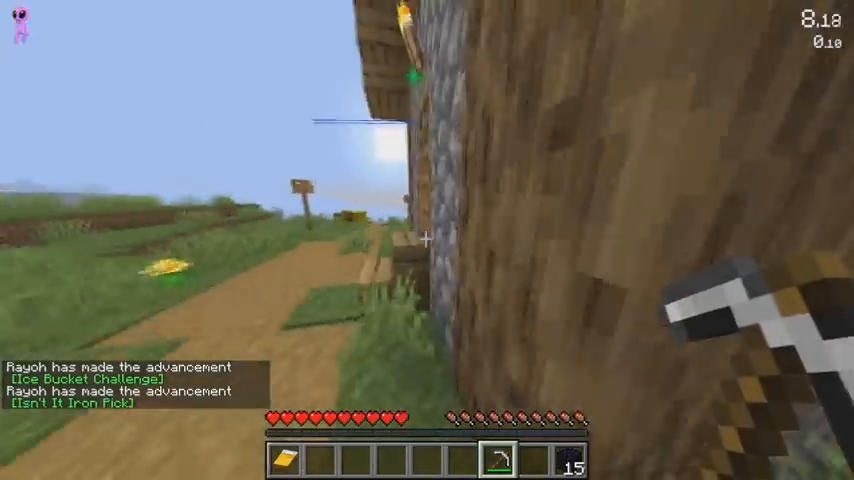 8.18
0.10
Rayoh has made the advancement
[Ice Bucket Challenge]
Rayoh has made the advancement
[Isn't It Iron Pick]
15